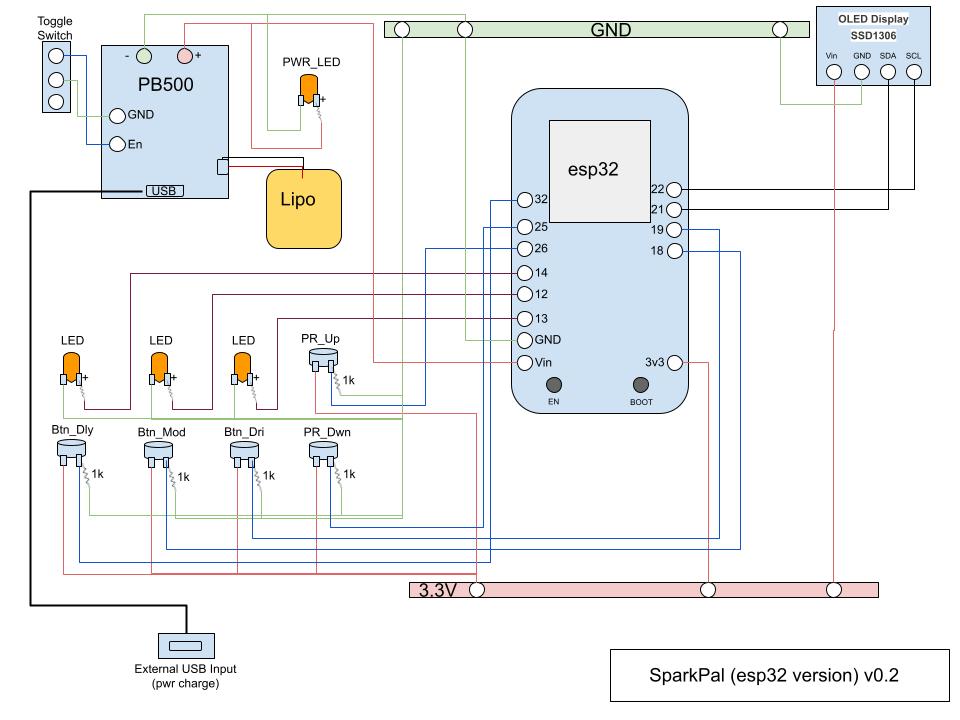 Toggle
Switch
- +
PB500
GND
En
USB
PWR_LED
+
Lipo
GND
OLED Display
SSD1306
Vin GND SDA SCL
esp32
32
25
26
14
12
13
GND
Vin
22
21
19
18
3v3
EN
BOOT
LED
+
LED
+
LED
+
PR_Up
1k
Btn_Dly
1k
Btn_Mod
1k
Btn_Dri
1k
PR_Dwn
1k
3.3V
External USB Input
(pwr charge)
SparkPal (esp32 version) v0.2